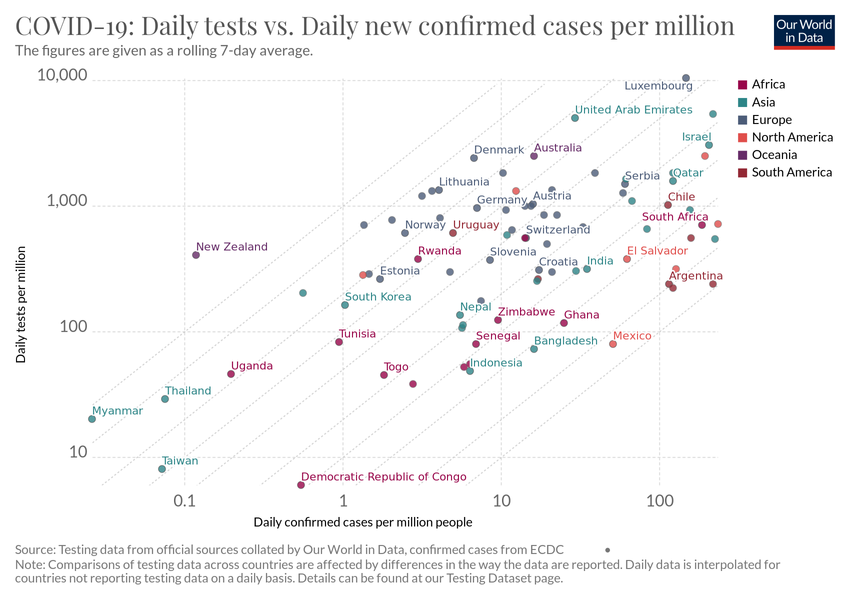 COVID-19: Daily tests vs. Daily new confirmed cases per million
The figures are given as a rolling 7-day average.
Our World
in Data
10,000
1,000
100
10
Daily tests per million
Luxembourg
United Arab Emirates
Israel
Denmark
Australia
Lithuania
Serbia
Qatar
Germany
Austria
Chile
South Africa
Norway
Uruguay
Switzerland
New Zealand
Rwanda
Slovenia
El Salvador
Estonia
Croatia
India
Argentina
South Korea
Nepal
Zimbabwe
Ghana
Tunisia
Senegal
Bangladesh
Mexico
Uganda
Togo
Indonesia
Thailand
Myanmar
Taiwan
Democratic Republic of Congo
0.1
1
10
100
Daily confirmed cases per million people
Africa
Asia
Europe
North America
Oceania
South America
Source: Testing data from official sources collated by Our World in Data, confirmed cases from ECDC
Note: Comparisons of testing data across countries are affected by differences in the way the data are reported. Daily data is interpolated for
countries not reporting testing data on a daily basis. Details can be found at our Testing Dataset page.